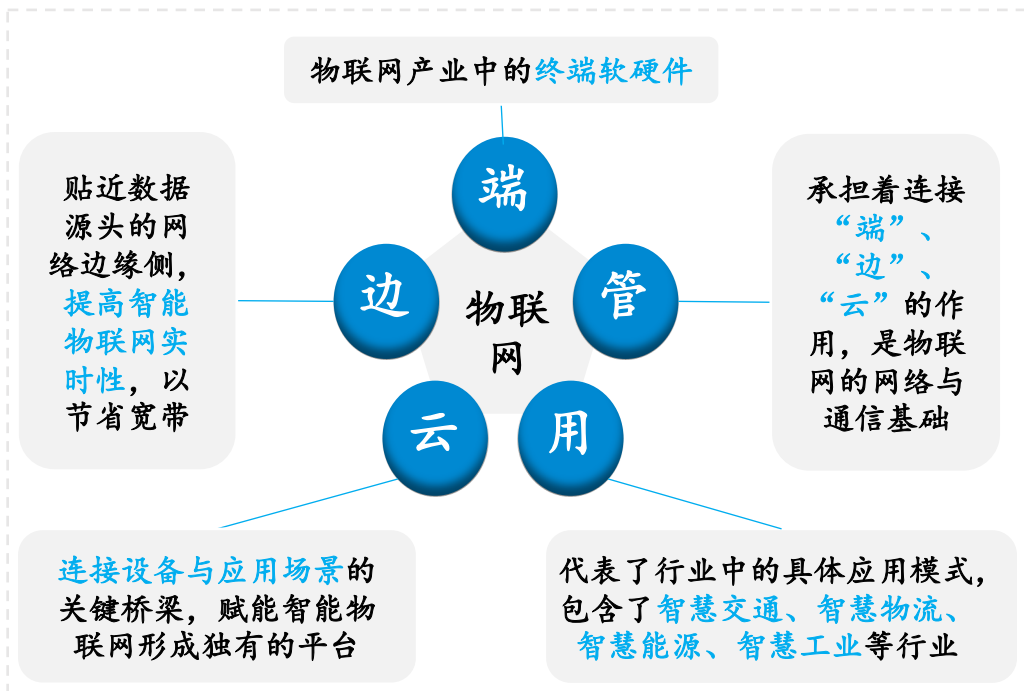 物联网产业中的终端软硬件
端
贴近数据
源头的网
络边缘侧，
提高智能
物联网实
时性，以
节省宽带
边
物联
网
管
承担着连接
“端”、
“边”、
“云”的作
用，是物联
网的网络与
通信基础
云
用
连接设备与应用场景的
关键桥梁，赋能智能物
联网形成独有的平台
代表了行业中的具体应用模式，
包含了智慧交通、智慧物流、
智慧能源、智慧工业等行业